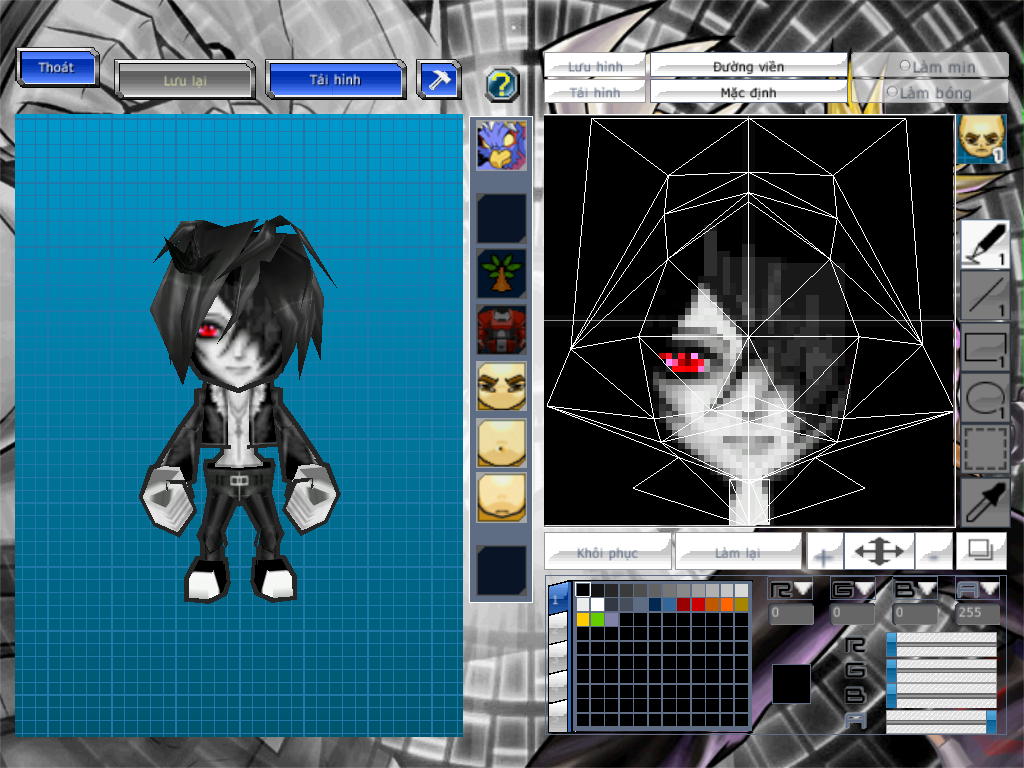 Thoát
Lưu lại
Tải hình
?
Lưu hình
Đường viền
Làm mịn
Tải hình
Mặc định
Làm bóng
1
1
1
1
1
Khôi phục
Làm lại
+
-
1
R
G
B
A
0
0
0
255
R
G
B
A